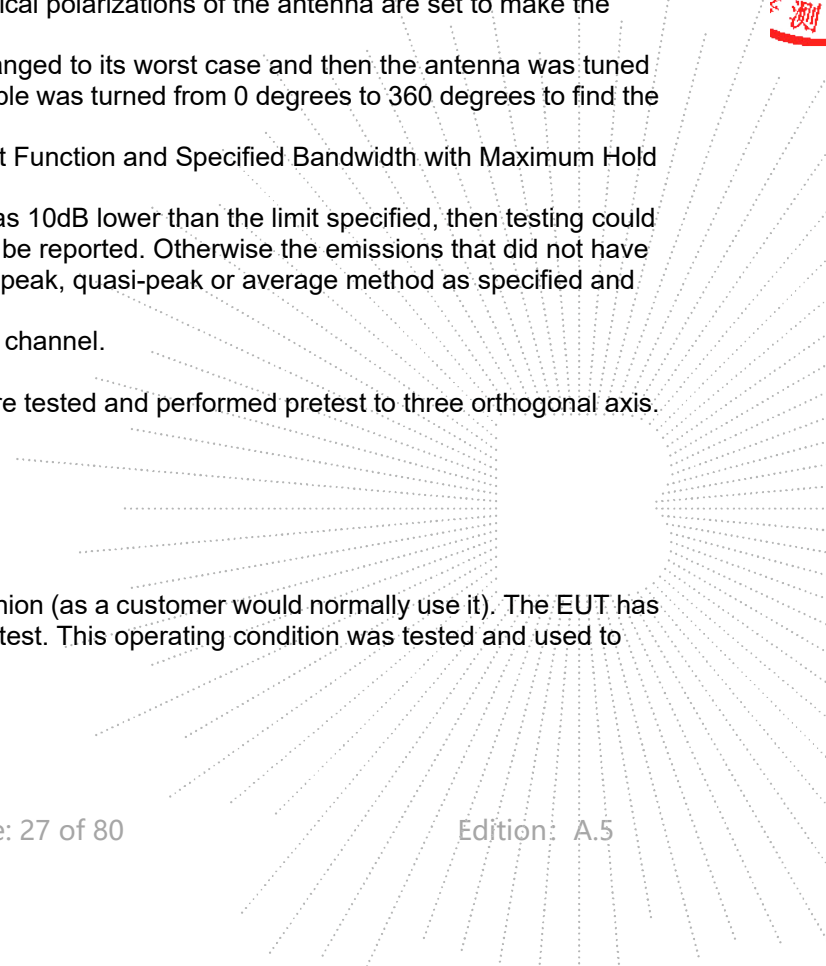 ical polarizations of the antenna are set to make the
测
anged to its worst case and then the antenna was tuned
ble was turned from 0 degrees to 360 degrees to find the
t Function and Specified Bandwidth with Maximum Hold
as 10dB lower than the limit specified, then testing could
be reported. Otherwise the emissions that did not have
peak, quasi-peak or average method as specified and
channel.
re tested and performed pretest to three orthogonal axis.
nion (as a customer would normally use it). The EUT has
test. This operating condition was tested and used to
e: 27 of 80 Edition： A.5